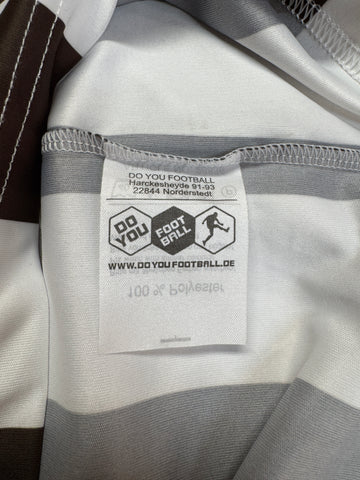 DO YOU FOOTBALL
Harckesheyde 91-93
22844 Norderstedt
DO
YOU
FOOT
BALL
WWW.DOYOUFOOTBALL.DE
100 % Polyester